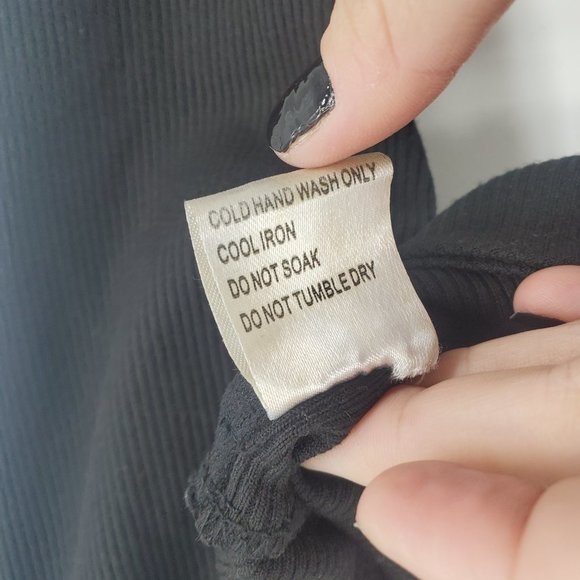 COLD HAND WASH ONLY
COOL IRON
DO NOT SOAK
DO NOT TUMBLE DRY